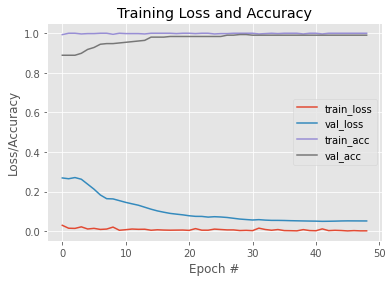 Training Loss and Accuracy
Loss/Accuracy
1.0
0.8
0.6
0.4
0.2
0.0
train_loss
val_loss
train_acc
val_acc
0
10
20
30
40
50
Epoch #